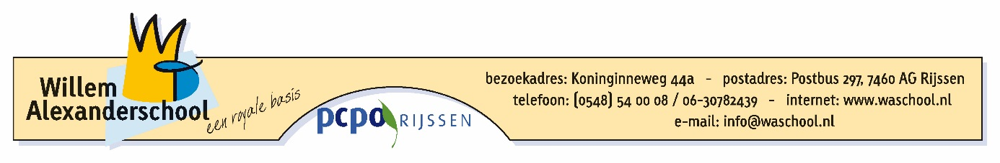 Willem
Alexanderschool
een royale basis
pcpo RIJSSEN
bezoekadres: Koninginneweg 44a - postadres: Postbus 297, 7460 AG Rijssen
telefoon: (0548) 54 00 08 / 06-30782439 - internet: www.waschool.nl
e-mail: info@waschool.nl